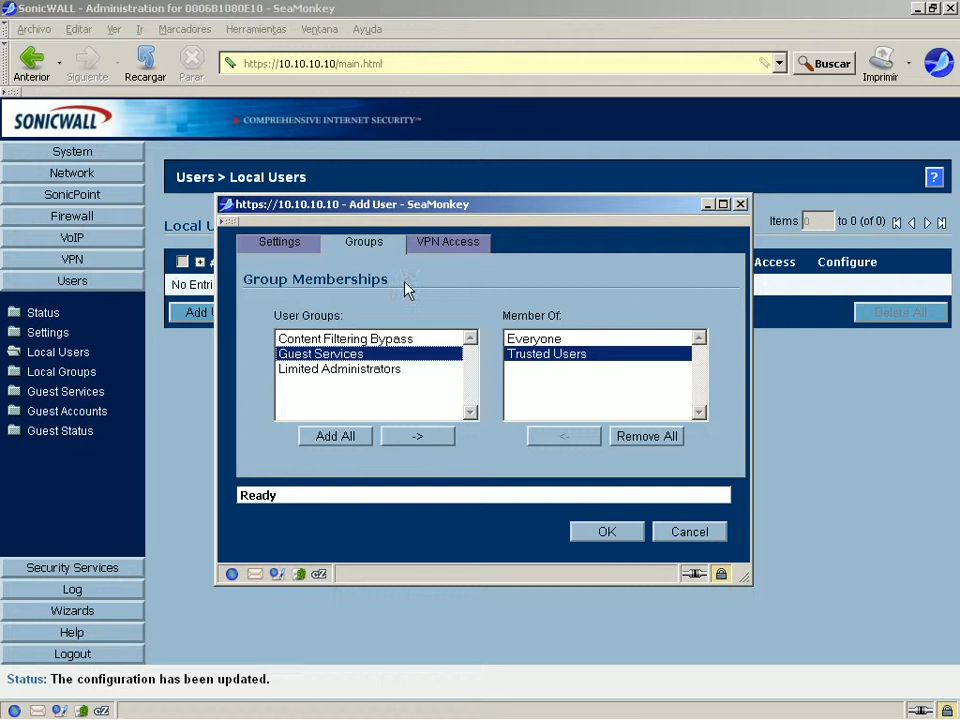 SonicWALL - Administration for 0006B1080E10 - SeaMonkey
Archivo Editar Ver Ir Marcadores Herramientas Ventana Ayuda
Anterior Siguiente Recargar Parar https://10.10.10.10/main.html Buscar Imprimir
SONICWALL COMPREHENSIVE INTERNET SECURITY™
System
Network
SonicPoint
Firewall
VoIP
VPN
Users
Status
Settings
Local Users
Local Groups
Guest Services
Guest Accounts
Guest Status
Security Services
Log
Wizards
Help
Logout
Users > Local Users ?
Local U
Items 0 to 0 (of 0)
Access Configure
No Entri
Add U
Delete All
https://10.10.10.10 - Add User - SeaMonkey
Settings Groups VPN Access
Group Memberships
User Groups: Member Of:
Content Filtering Bypass
Guest Services
Limited Administrators
Everyone
Trusted Users
Add All -> <- Remove All
Ready
OK Cancel
Status: The configuration has been updated.